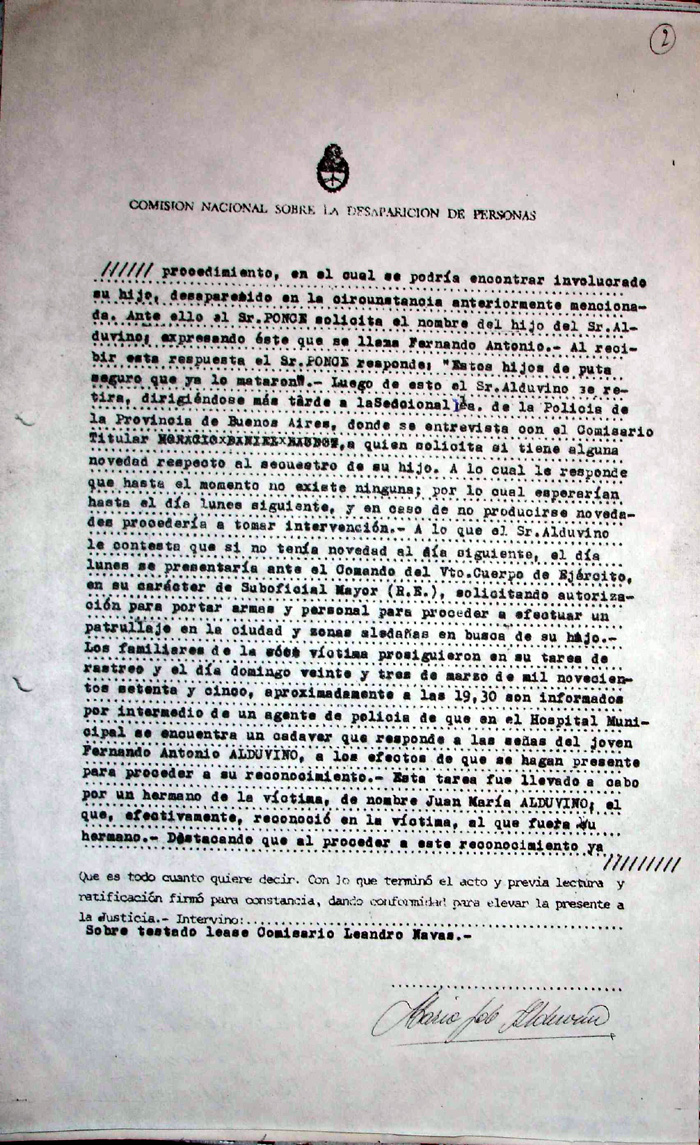 2
COMISION NACIONAL SOBRE LA DESAPARICION DE PERSONAS
////// procedimiento, en el cual se podría encontrar involucrado
su hijo, desaparecido en la circunstancia anteriormente menciona-
da. Ante ello el Sr.PONCE solicita el nombre del hijo del Sr.Al-
duvino; expresando éste que se llama Fernando Antonio.- Al reci-
bir esta respuesta el Sr.PONCE responde: "Estos hijos de puta
seguro que ya lo mataron".- Luego de esto el Sr.Alduvino se re-
tira, dirigiéndose más tarde a laSeccional 1ra. de la Policia de
la Provincia de Buenos Aires, donde se entrevista con el Comisario
Titular HORACIO DANIEL ,a quien solicita si tiene alguna
novedad respecto al secuestro de su hijo. A lo cual le responde
que hasta el momento no existe ninguna; por lo cual esperarían
hasta el día lunes siguiente, y en caso de no producirse noveda-
des procedería a tomar intervención.- A lo que el Sr.Alduvino
le contesta que si no tenía novedad al día siguiente, el día
lunes se presentaría ante el Comando del Vto.Cuerpo de Ejército,
en su carácter de Suboficial Mayor (R.E.), solicitando autoriza-
ción para portar armas y personal para proceder a efectuar un
patrullaje en la ciudad y zonas aledañas en busca de su hijo.-
Los familiares de la víctima prosiguieron en su tarea de
rastreo y el día domingo veinte y tres de marzo de mil novecien-
tos setenta y cinco, aproximadamente a las 19,30 son informados
por intermedio de un agente de policia de que en el Hospital Muni-
cipal se encuentra un cadaver que responde a las señas del joven
Fernando Antonio ALDUVINO, a los efectos de que se hagan presente
para proceder a su reconocimiento.- Esta tarea fue llevado a cabo
por un hermano de la víctima, de nombre Juan María ALDUVINO; el
que, efectivamente, reconoció en la víctima, al que fuera su
hermano.- Destacando que al proceder a este reconocimiento ya
//////////
Que es todo cuanto quiere decir. Con lo que terminó el acto y previa lectura y
ratificación firmó para constancia, dando conformidad para elevar la presente a
la Justicia.- Intervino:
Sobre testado lease Comisario Leandro Navas.-